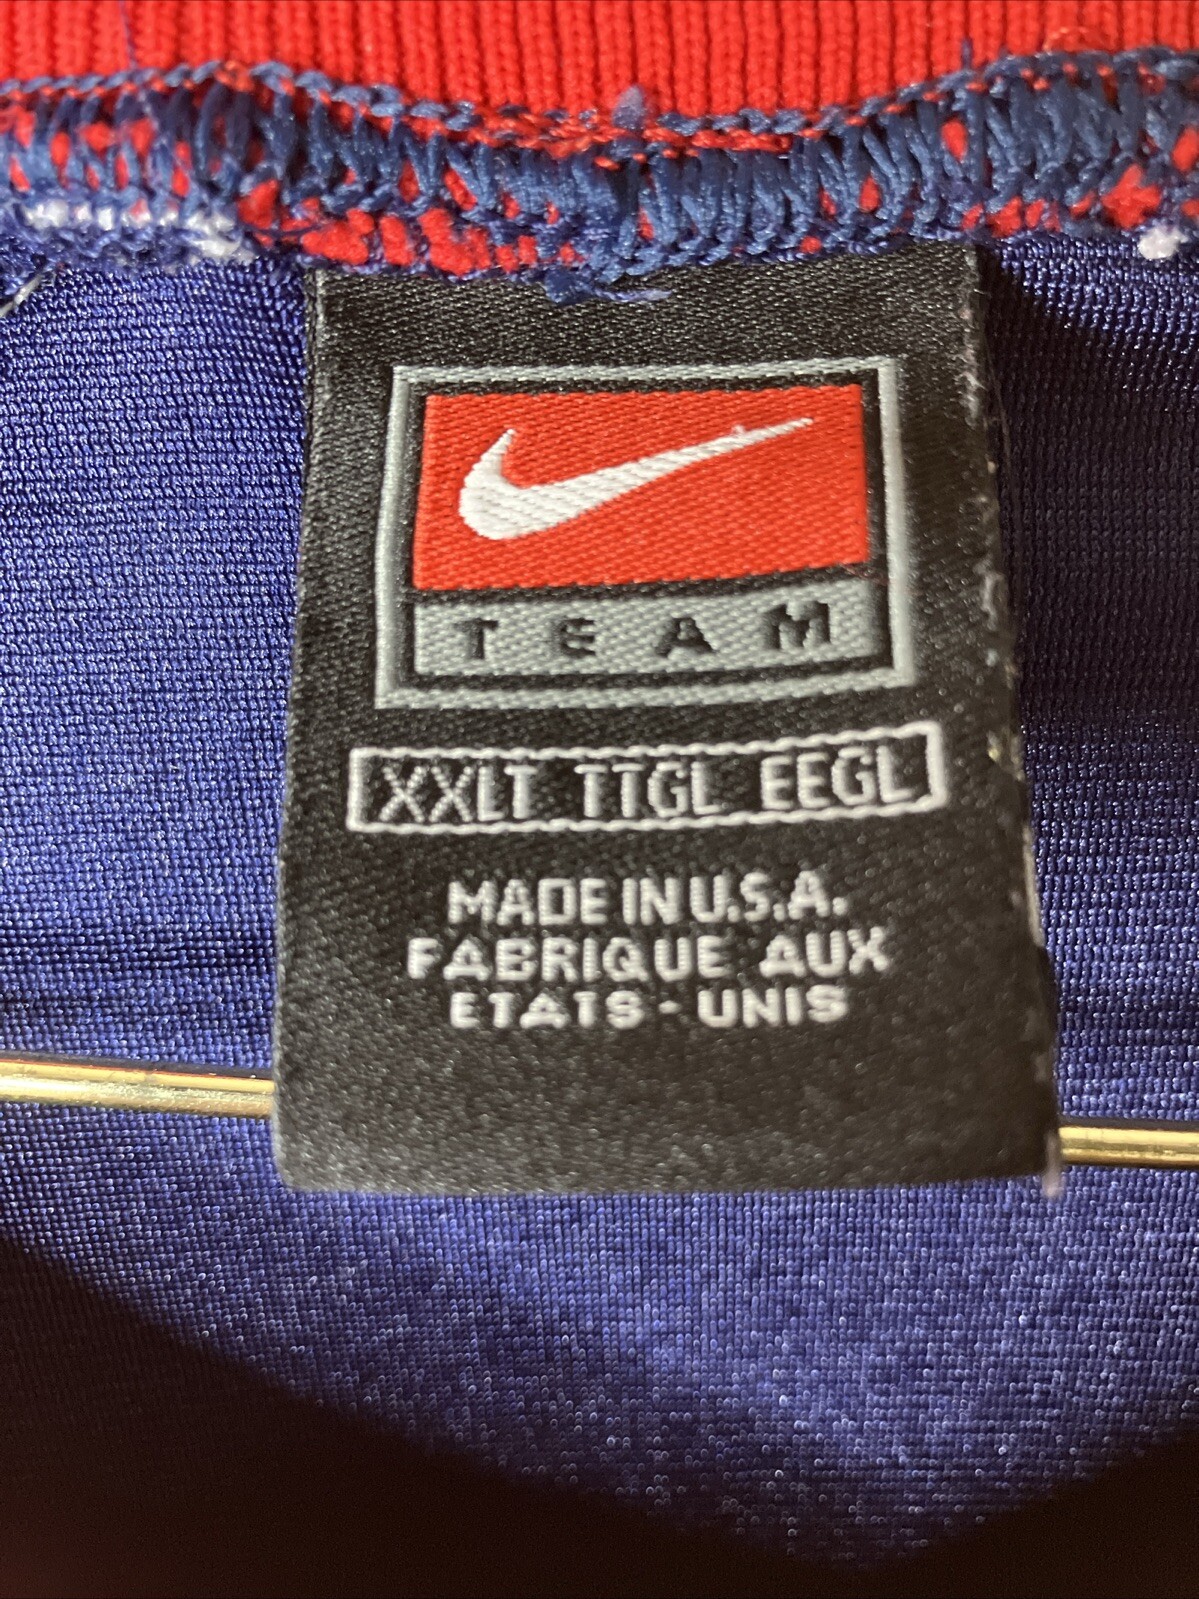 TEAM
XXLT TTGL EEGL
MADE IN U.S.A.
FABRIQUE AUX
ETATS - UNIS